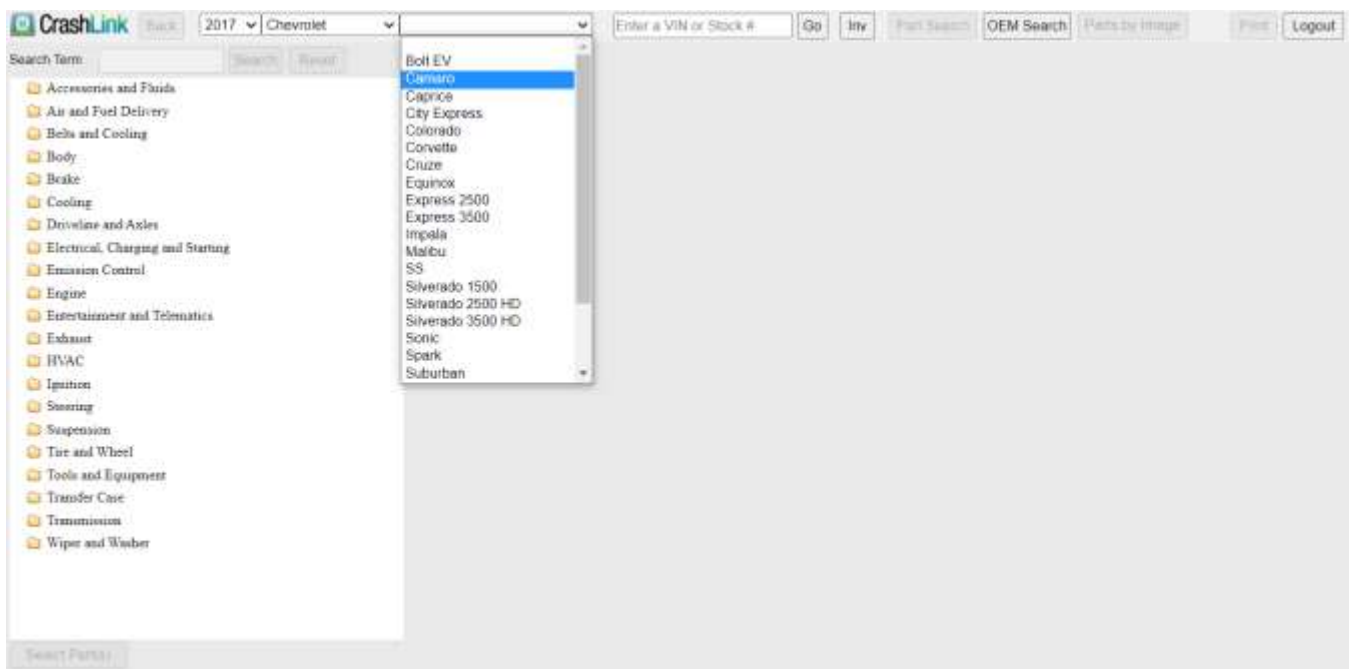 CrashLink Back 2017 Chevrolet Enter a VIN or Stock # Go Inv Part Search OEM Search Parts by Image Print Logout
Search Term Search Reset
Accessories and Fluids
Air and Fuel Delivery
Belts and Cooling
Body
Brake
Cooling
Driveline and Axles
Electrical, Charging and Starting
Emission Control
Engine
Entertainment and Telematics
Exhaust
HVAC
Ignition
Steering
Suspension
Tire and Wheel
Tools and Equipment
Transfer Case
Transmission
Wiper and Washer
Bolt EV
Camaro
Caprice
City Express
Colorado
Corvette
Cruze
Equinox
Express 2500
Express 3500
Impala
Malibu
SS
Silverado 1500
Silverado 2500 HD
Silverado 3500 HD
Sonic
Spark
Suburban
Select Part(s)